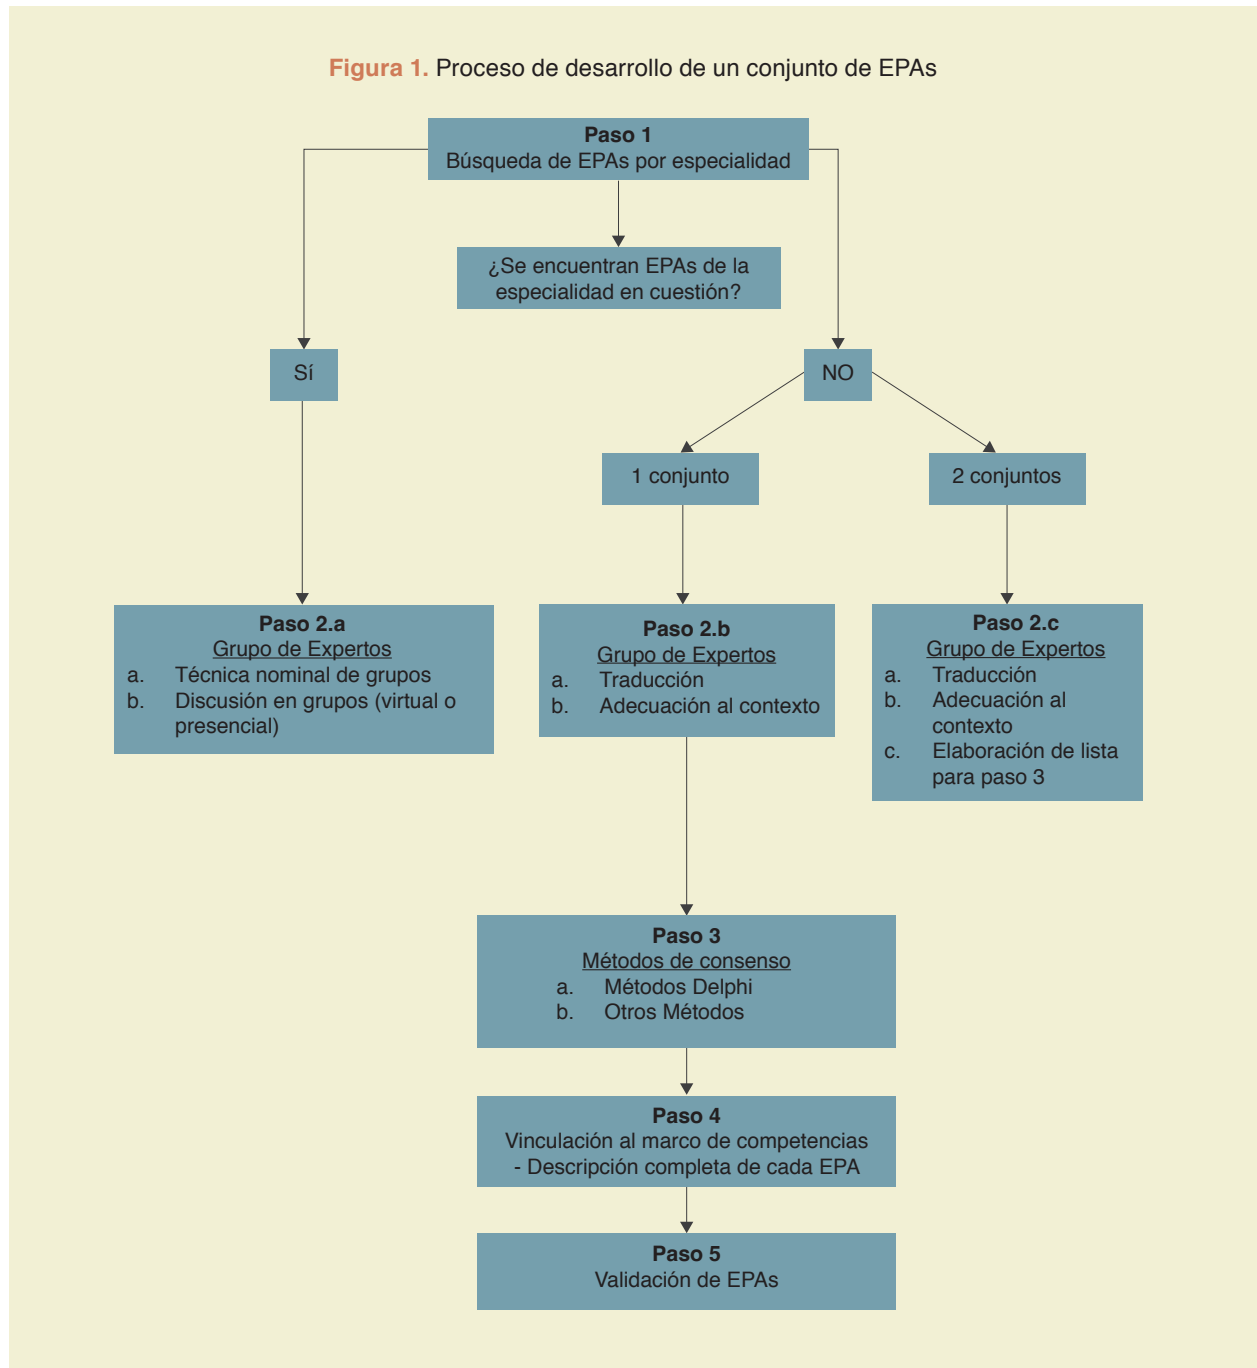 Figura 1. Proceso de desarrollo de un conjunto de EPAs
Paso 1
Búsqueda de EPAs por especialidad
¿Se encuentran EPAs de la
especialidad en cuestión?
Sí
NO
1 conjunto
2 conjuntos
Paso 2.a
Grupo de Expertos
a. Técnica nominal de grupos
b. Discusión en grupos (virtual o
presencial)
Paso 2.b
Grupo de Expertos
a. Traducción
b. Adecuación al contexto
Paso 2.c
Grupo de Expertos
a. Traducción
b. Adecuación al
contexto
c. Elaboración de lista
para paso 3
Paso 3
Métodos de consenso
a. Métodos Delphi
b. Otros Métodos
Paso 4
Vinculación al marco de competencias
- Descripción completa de cada EPA
Paso 5
Validación de EPAs